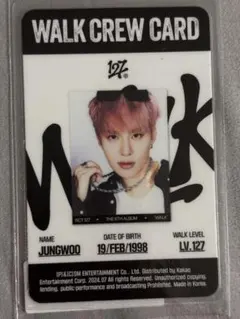 WALK CREW CARD
127
NCT 127 THE 6TH ALBUM WALK
NAME DATE OF BIRTH WALK LEVEL
JUNGWOO 19/FEB/1998 LV.127
(P)&(C)SM ENTERTAINMENT Co., Ltd. Distributed by Kakao
Entertainment Corp. 2024.07 All Rights Reserved. Unauthorized copying,
lending, public performance and broadcasting Prohibited. Made in Korea.